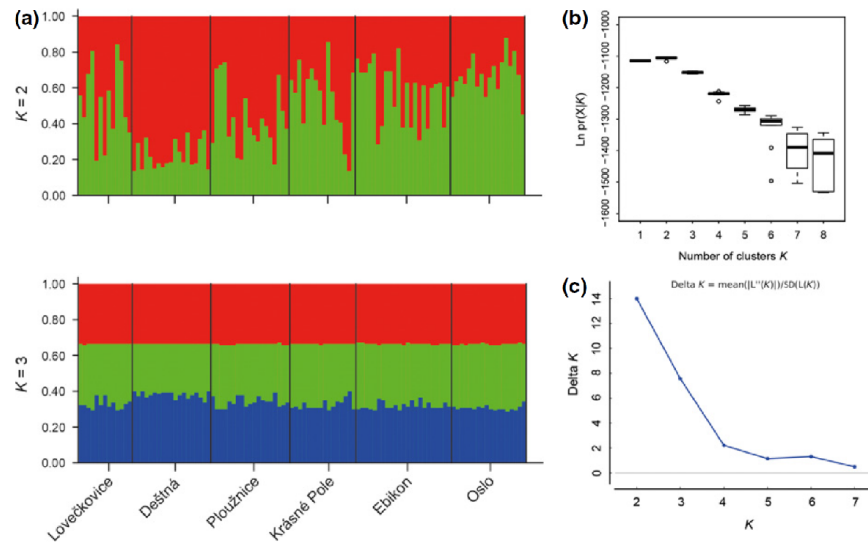 (a)
K = 2
1.00
0.80
0.60
0.40
0.20
0.00
K = 3
1.00
0.80
0.60
0.40
0.20
0.00
Lovečkovice
Deštná
Ploužnice
Krásné Pole
Ebikon
Oslo
(b)
Ln pr(X|K)
−1000
−1100
−1200
−1300
−1400
−1500
−1600
1 2 3 4 5 6 7 8
Number of clusters K
(c)
Delta K = mean(|L''(K)|)/SD(L(K))
Delta K
14
12
10
8
6
4
2
0
2 3 4 5 6 7
K